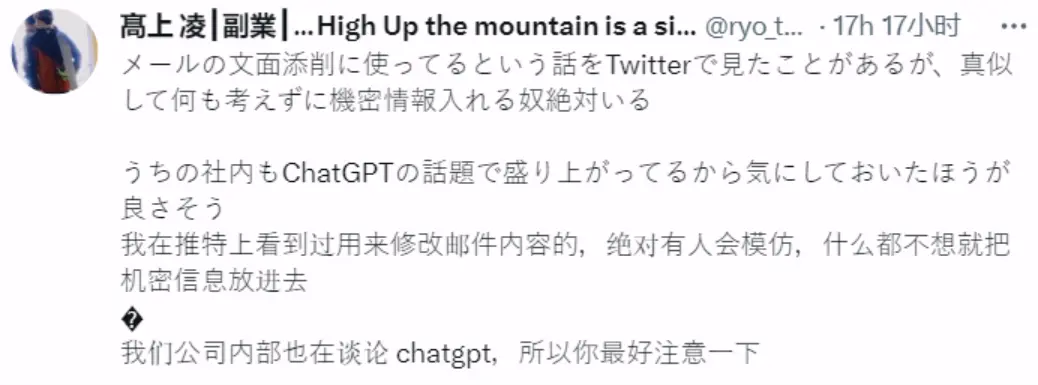 髙上 凌┃副業┃...High Up the mountain is a si... @ryo_t... · 17h 17小时 ···
メールの文面添削に使ってるという話をTwitterで見たことがあるが、真似
して何も考えずに機密情報入れる奴絶対いる
うちの社内もChatGPTの話題で盛り上がってるから気にしておいたほうが
良さそう
我在推特上看到过用来修改邮件内容的，绝对有人会模仿，什么都不想就把
机密信息放进去
�
我们公司内部也在谈论 chatgpt，所以你最好注意一下